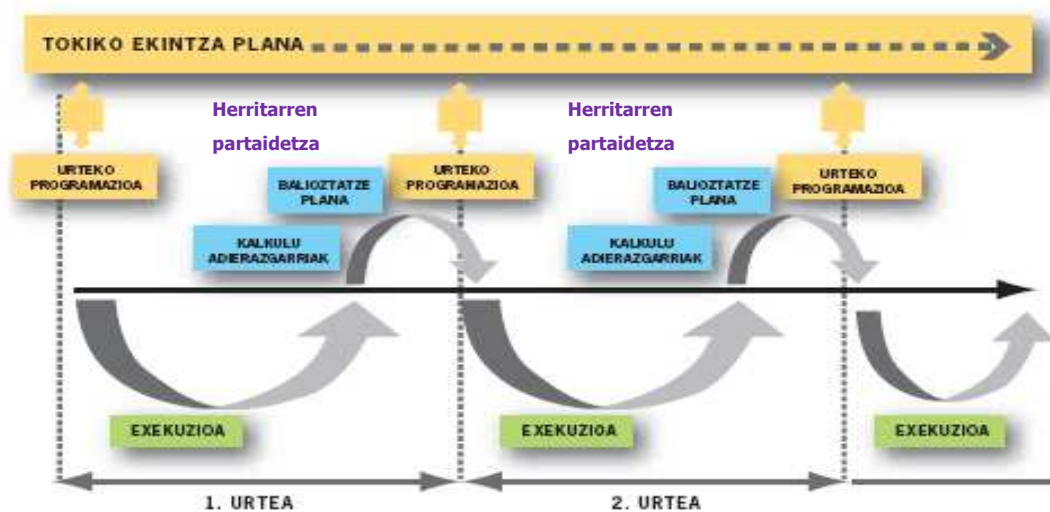 TOKIKO EKINTZA PLANA
Herritarren
partaidetza
Herritarren
partaidetza
URTEKO
PROGRAMAZIOA
BALIOZTATZE
PLANA
URTEKO
PROGRAMAZIOA
BALIOZTATZE
PLANA
URTEKO
PROGRAMAZIOA
KALKULU
ADIERAZGARRIAK
KALKULU
ADIERAZGARRIAK
EXEKUZIOA
EXEKUZIOA
EXEKUZIOA
1. URTEA
2. URTEA